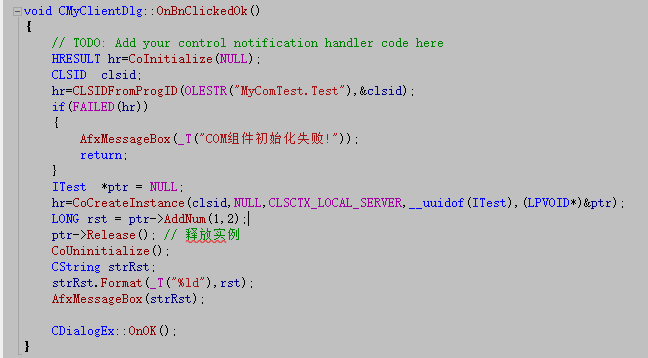 void CMyClientDlg::OnBnClickedOk()
{
// TODO: Add your control notification handler code here
HRESULT hr=CoInitialize(NULL);
CLSID clsid;
hr=CLSIDFromProgID(OLESTR("MyComTest.Test"),&clsid);
if(FAILED(hr))
{
AfxMessageBox(_T("COM组件初始化失败!"));
return;
}
ITest *ptr = NULL;
hr=CoCreateInstance(clsid,NULL,CLSCTX_LOCAL_SERVER,__uuidof(ITest),(LPVOID*)&ptr);
LONG rst = ptr->AddNum(1,2);
ptr->Release(); // 释放实例
CoUninitialize();
CString strRst;
strRst.Format(_T("%ld"),rst);
AfxMessageBox(strRst);
CDialogEx::OnOK();
}